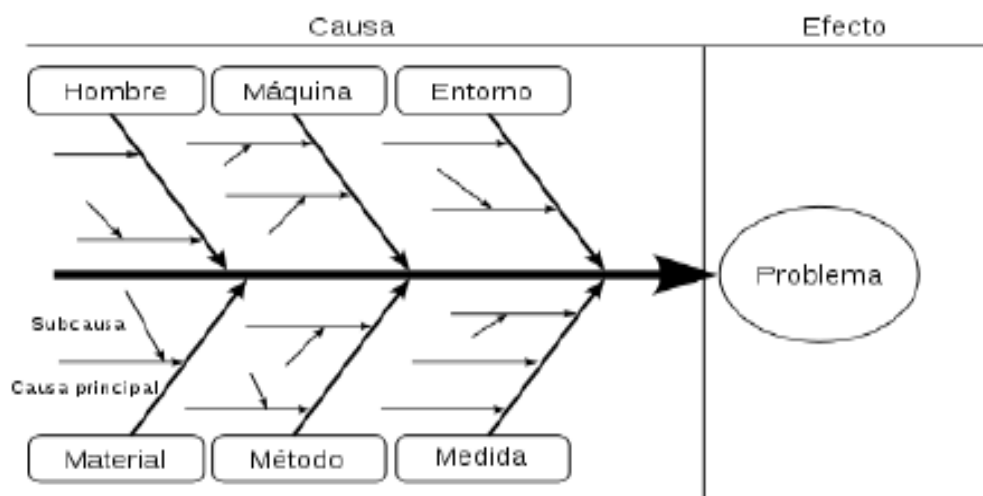 Causa
Efecto
Hombre
Máquina
Entorno
Problema
Subcausa
Causa principal
Material
Método
Medida